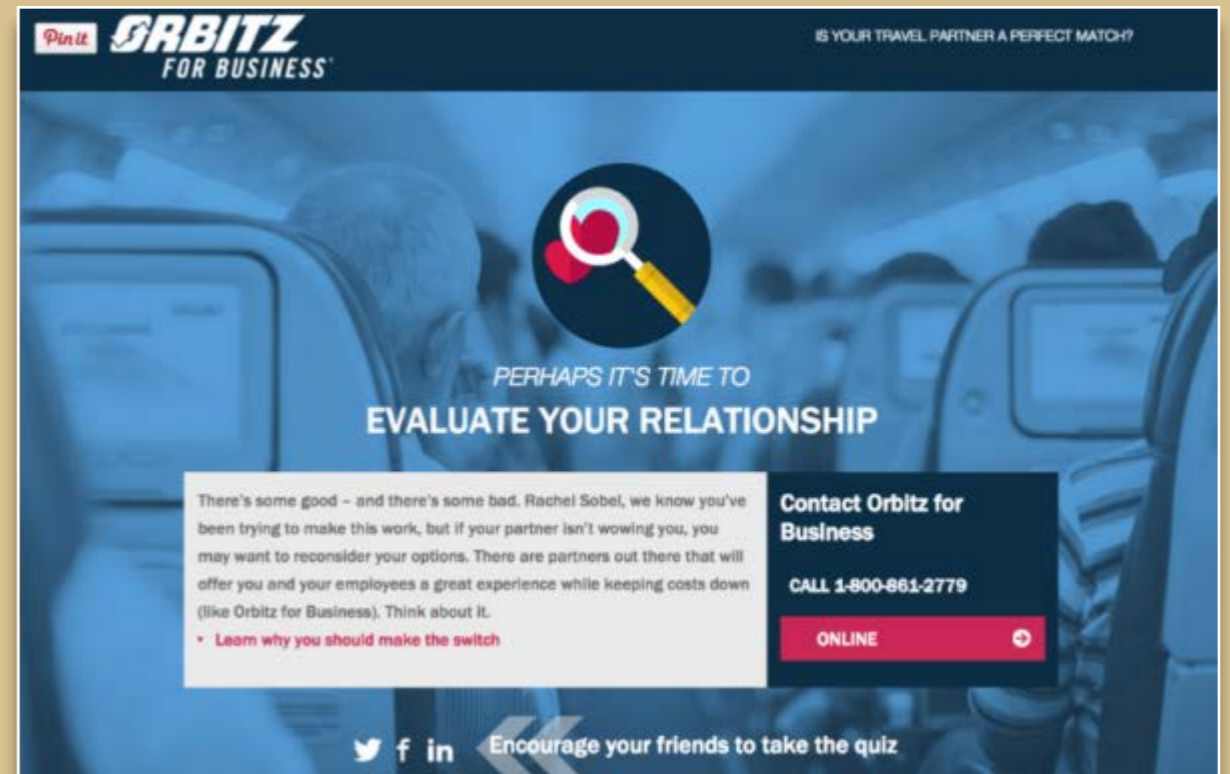 Pin it
ORBITZ
FOR BUSINESS
IS YOUR TRAVEL PARTNER A PERFECT MATCH?
PERHAPS IT'S TIME TO
EVALUATE YOUR RELATIONSHIP
There's some good – and there's some bad. Rachel Sobel, we know you've
been trying to make this work, but if your partner isn't wowing you, you
may want to reconsider your options. There are partners out there that will
offer you and your employees a great experience while keeping costs down
(like Orbitz for Business). Think about it.
• Learn why you should make the switch
Contact Orbitz for
Business
CALL 1-800-861-2779
ONLINE
Encourage your friends to take the quiz